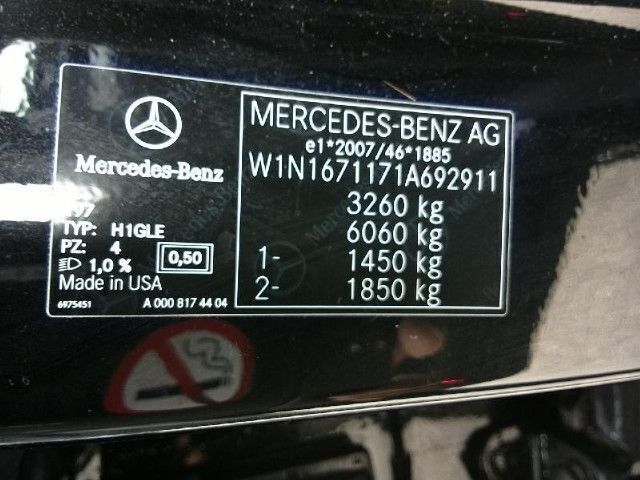 Mercedes-Benz
197
TYP: H1GLE
PZ: 4
1,0 %
0,50
Made in USA
6975451
A 000 817 44 04
MERCEDES-BENZ AG
e1*2007/46*1885
W1N1671171A692911
3260 kg
6060 kg
1- 1450 kg
2- 1850 kg